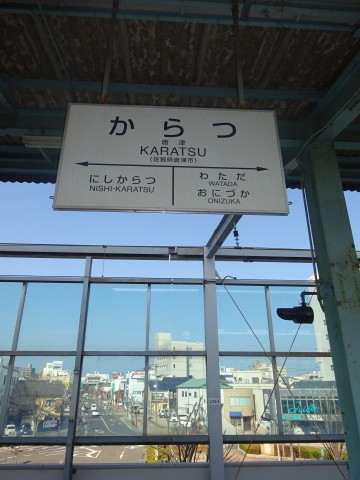 からつ
唐津
KARATSU
(佐賀県唐津市)
にしからつ
NISHI-KARATSU
わただ
WATADA
おにづか
ONIZUKA